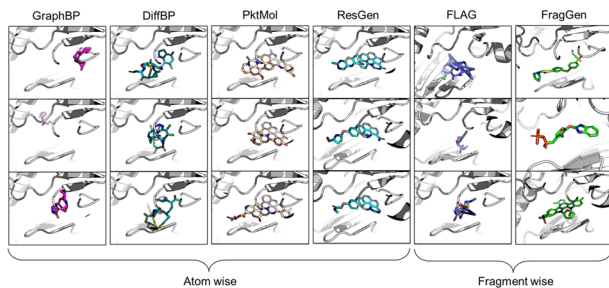 GraphBP DiffBP PktMol ResGen FLAG FragGen
Atom wise Fragment wise